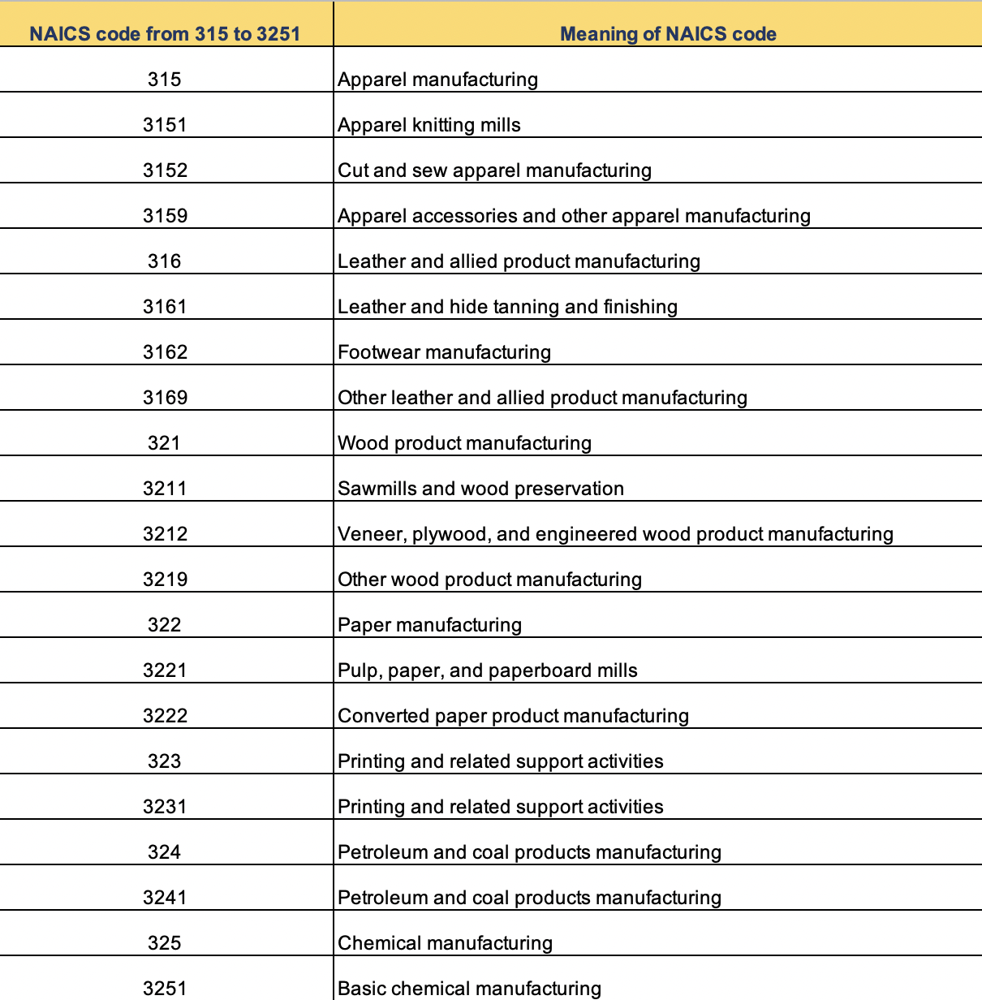 NAICS code from 315 to 3251 Meaning of NAICS code
315 Apparel manufacturing
3151 Apparel knitting mills
3152 Cut and sew apparel manufacturing
3159 Apparel accessories and other apparel manufacturing
316 Leather and allied product manufacturing
3161 Leather and hide tanning and finishing
3162 Footwear manufacturing
3169 Other leather and allied product manufacturing
321 Wood product manufacturing
3211 Sawmills and wood preservation
3212 Veneer, plywood, and engineered wood product manufacturing
3219 Other wood product manufacturing
322 Paper manufacturing
3221 Pulp, paper, and paperboard mills
3222 Converted paper product manufacturing
323 Printing and related support activities
3231 Printing and related support activities
324 Petroleum and coal products manufacturing
3241 Petroleum and coal products manufacturing
325 Chemical manufacturing
3251 Basic chemical manufacturing